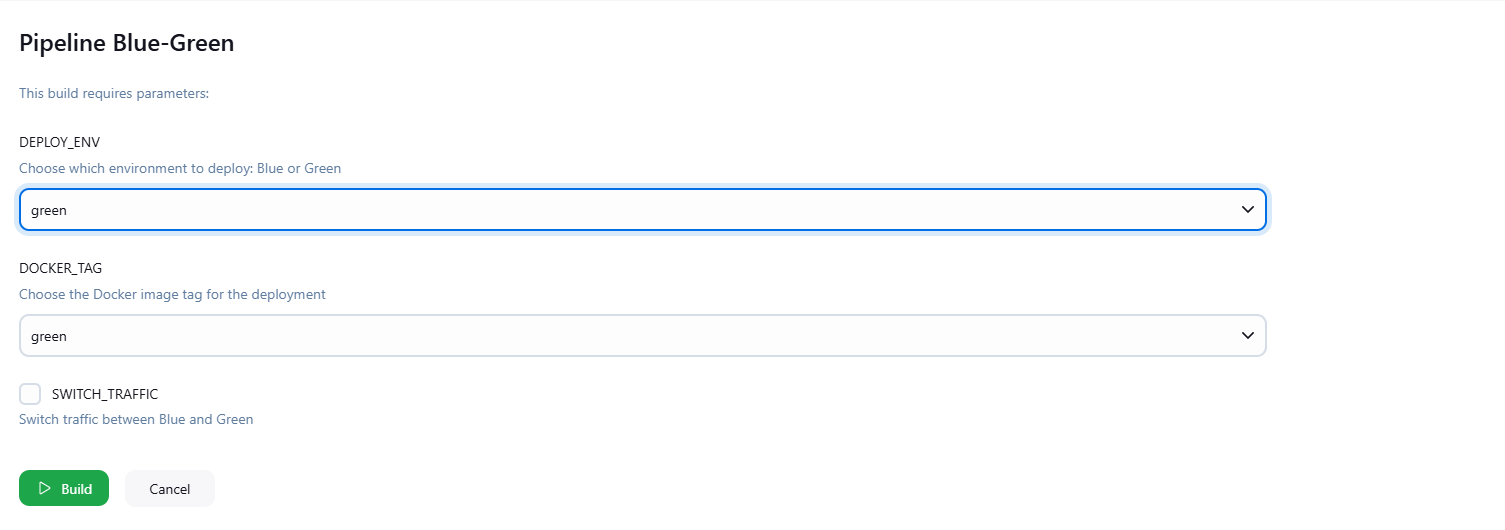 Pipeline Blue-Green
This build requires parameters:
DEPLOY_ENV
Choose which environment to deploy: Blue or Green
green
DOCKER_TAG
Choose the Docker image tag for the deployment
green
SWITCH_TRAFFIC
Switch traffic between Blue and Green
Build Cancel